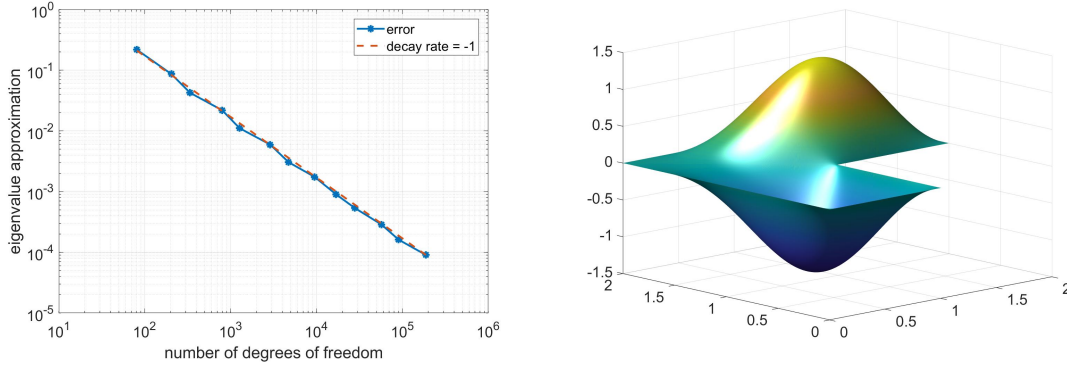 error
decay rate = -1
10^0
10^-1
10^-2
10^-3
10^-4
10^-5
eigenvalue approximation
10^1 10^2 10^3 10^4 10^5 10^6
number of degrees of freedom
1.5
1
0.5
0
-0.5
-1
-1.5
2 1.5 1 0.5 0
0 0.5 1 1.5 2